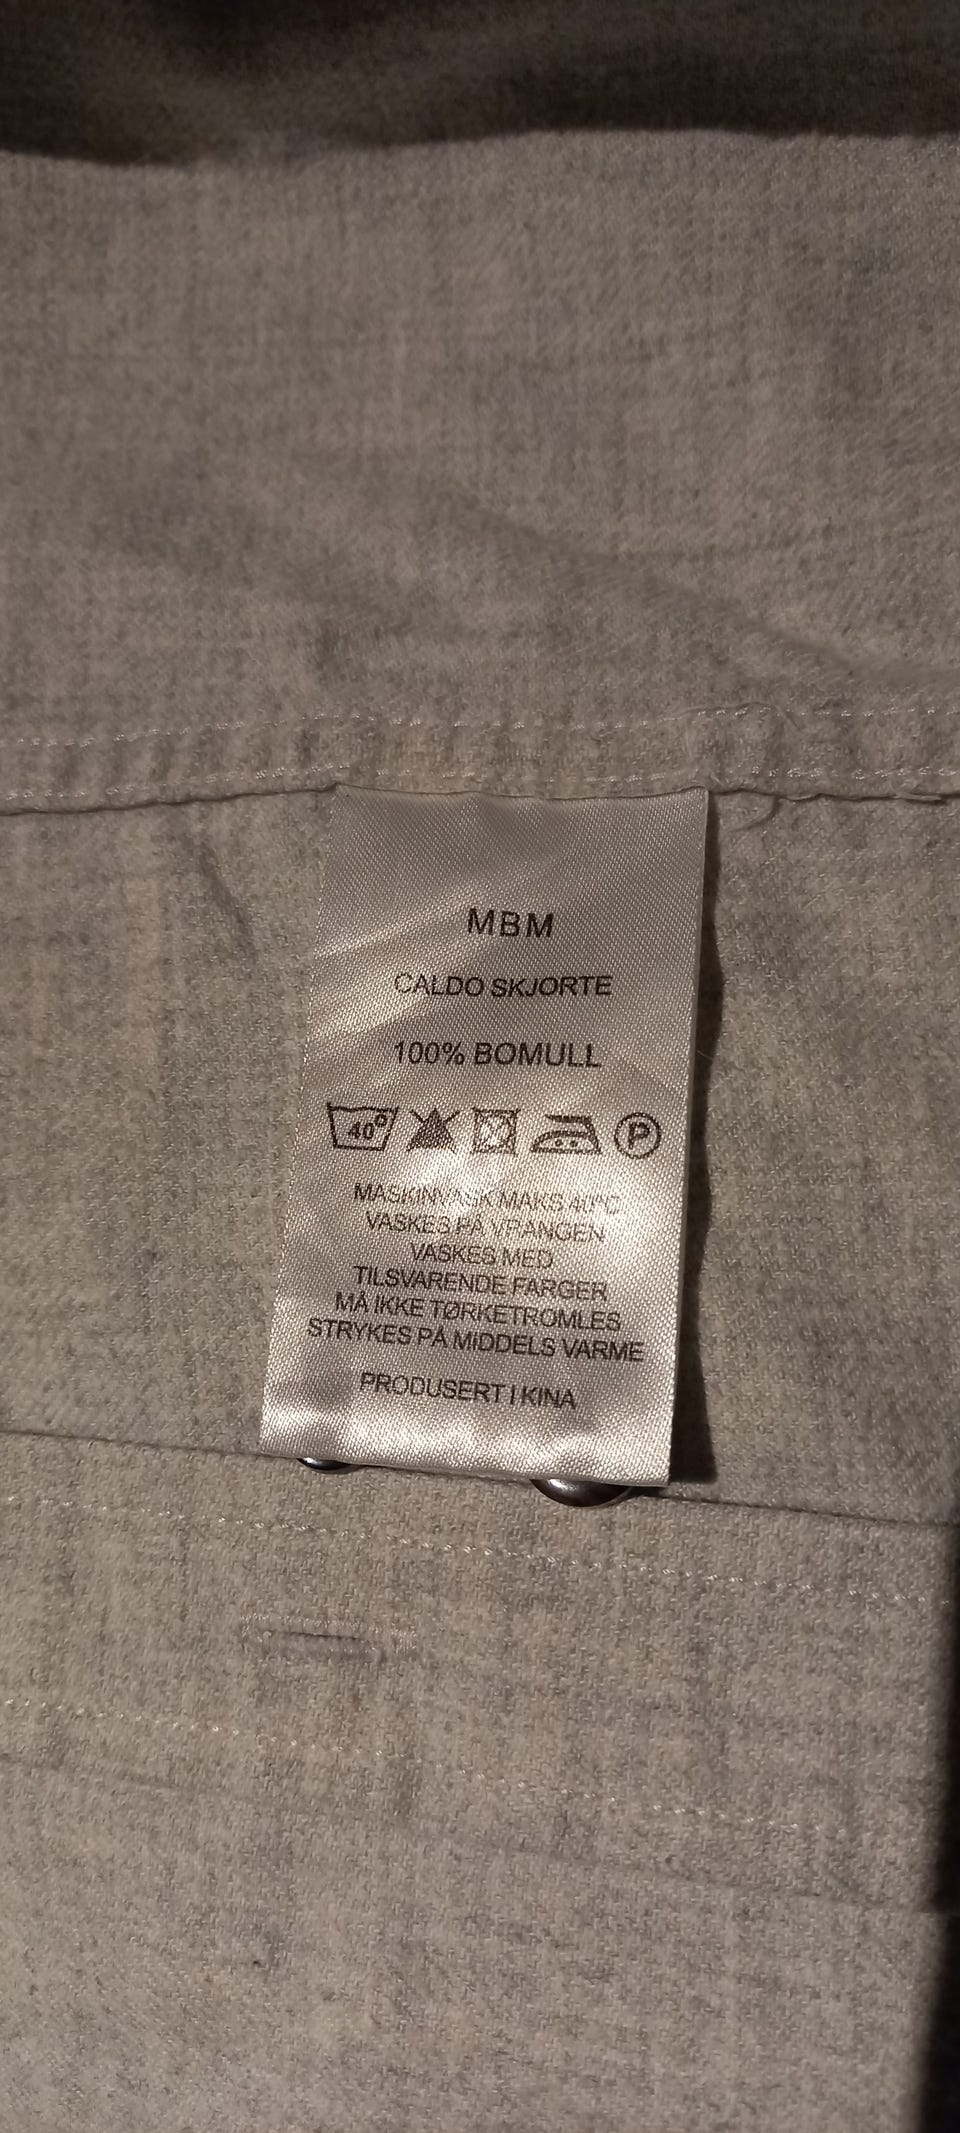 MBM
CALDO SKJORTE
100% BOMULL
40° P
MASKINVASK MAKS 40°C
VASKES PÅ VRANGEN
VASKES MED
TILSVARENDE FARGER
MÅ IKKE TØRKETROMLES
STRYKES PÅ MIDDELS VARME
PRODUSERT I KINA